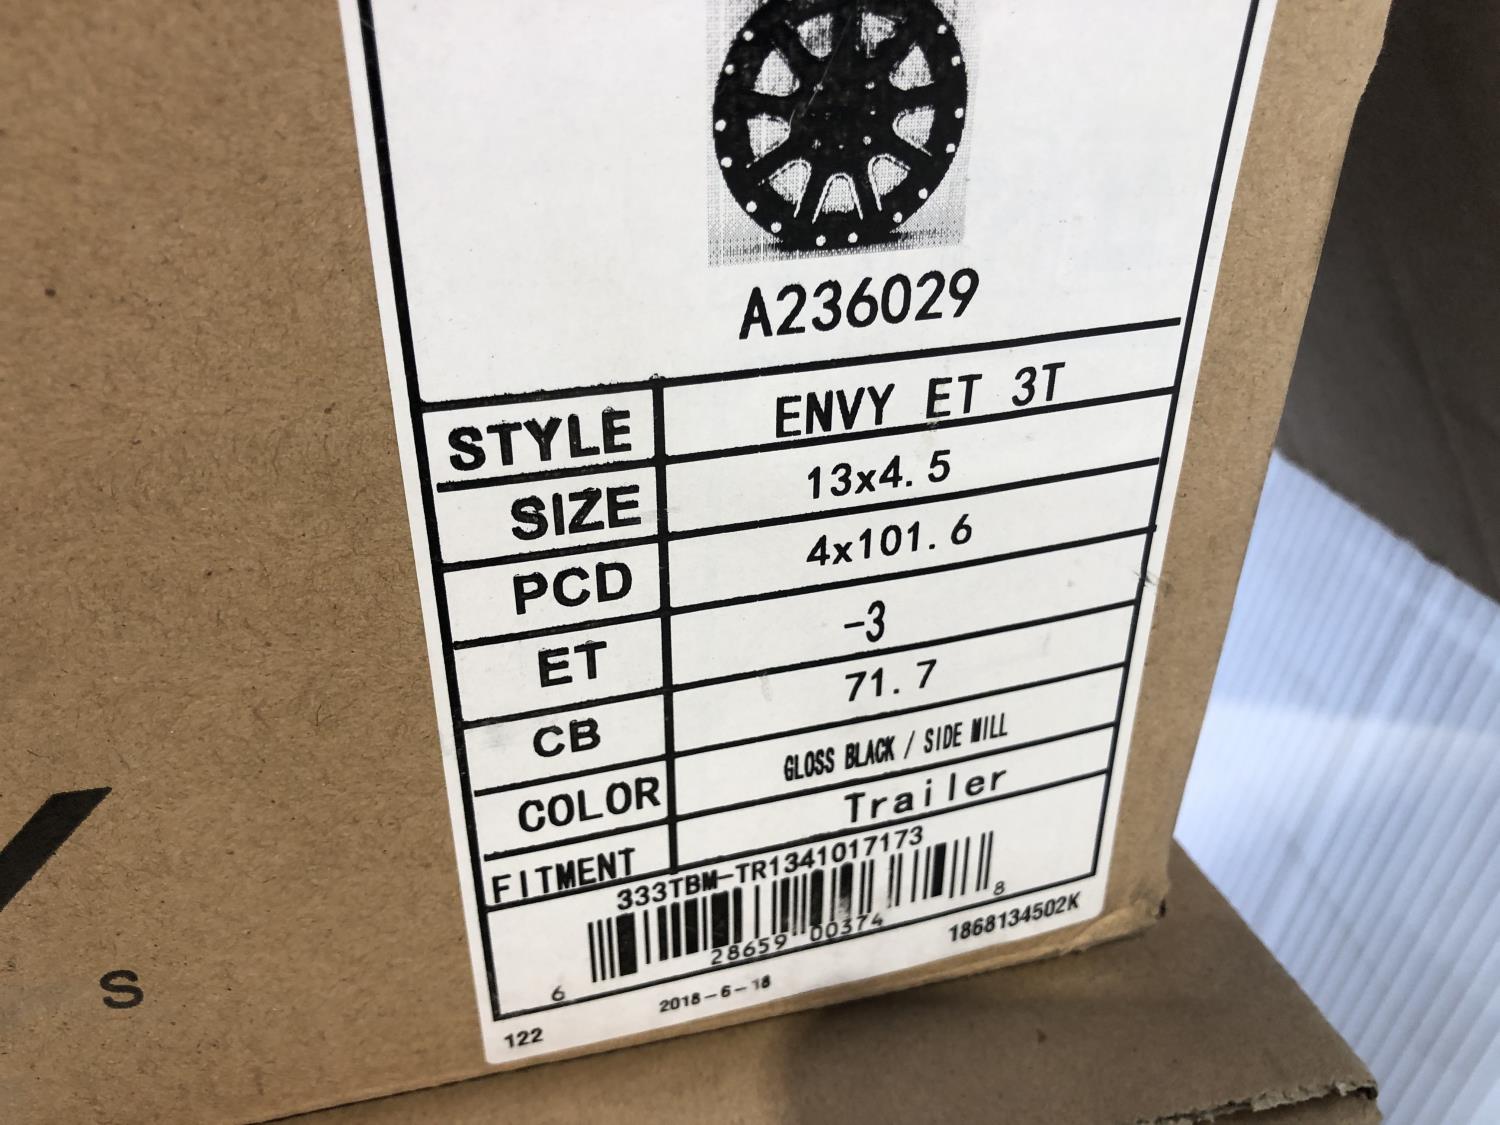 A236029
STYLE ENVY ET 3T
SIZE 13x4.5
PCD 4x101.6
ET -3
CB 71.7
COLOR GLOSS BLACK / SIDE MILL
FITMENT Trailer
333TBM-TR1341017173
6 28659 00374 8
1868134502K
2018-6-18
122
S